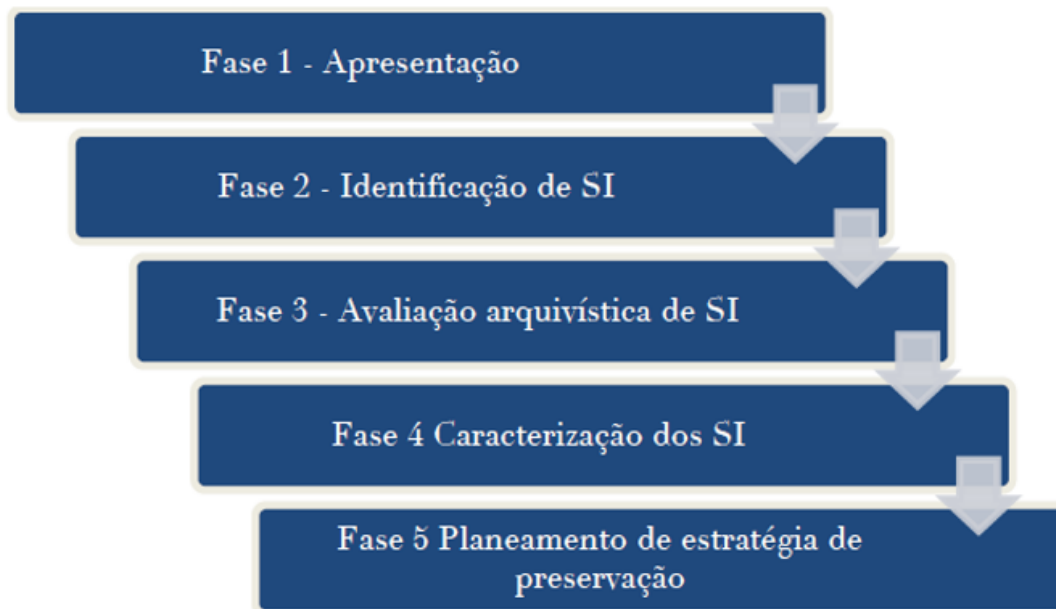 Fase 1 - Apresentação
Fase 2 - Identificação de SI
Fase 3 - Avaliação arquivística de SI
Fase 4 Caracterização dos SI
Fase 5 Planeamento de estratégia de
preservação